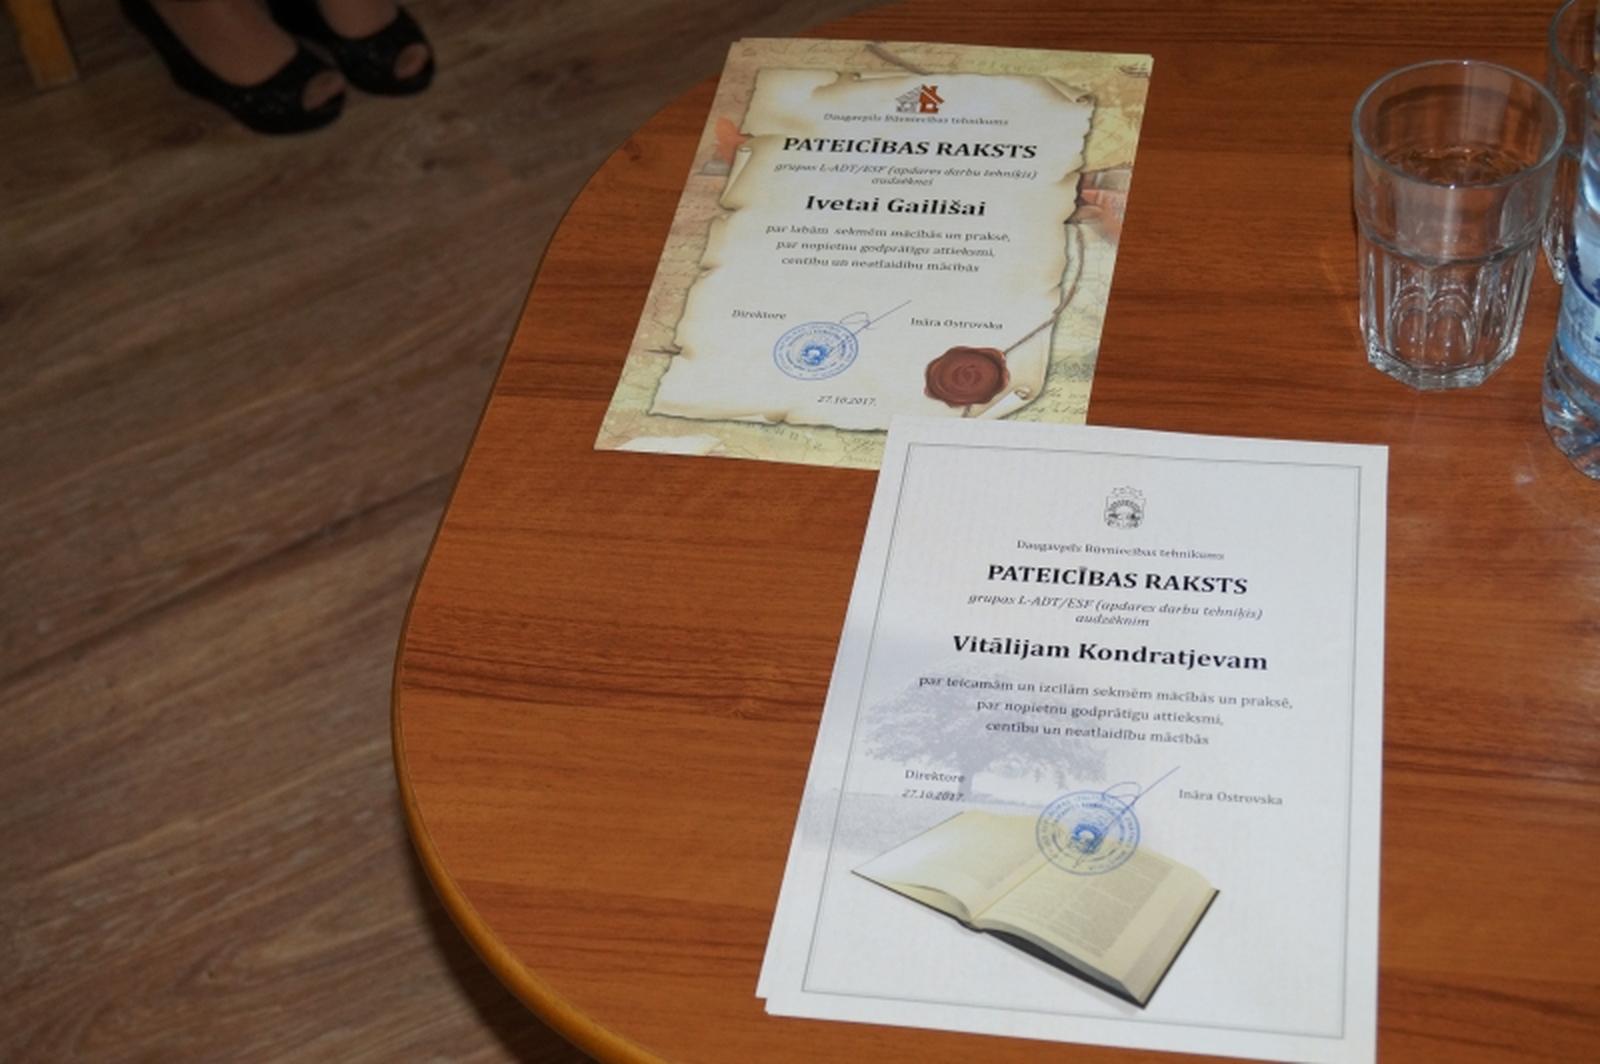 Daugavpils Būvniecības tehnikums
PATEICĪBAS RAKSTS
grupas L-ADT/ESF (apdares darbu tehniķis)
audzēknei
Ivetai Gailišai
par labām sekmēm mācībās un praksē,
par nopietnu godprātīgu attieksmi,
centību un neatlaidību mācībās
Direktore
Ināra Ostrovska
27.10.2017.
Daugavpils Būvniecības tehnikums
PATEICĪBAS RAKSTS
grupas L-ADT/ESF (apdares darbu tehniķis)
audzēknim
Vitālijam Kondratjevam
par teicamām un izcilām sekmēm mācībās un praksē,
par nopietnu godprātīgu attieksmi,
centību un neatlaidību mācībās
Direktore
Ināra Ostrovska
27.10.2017.